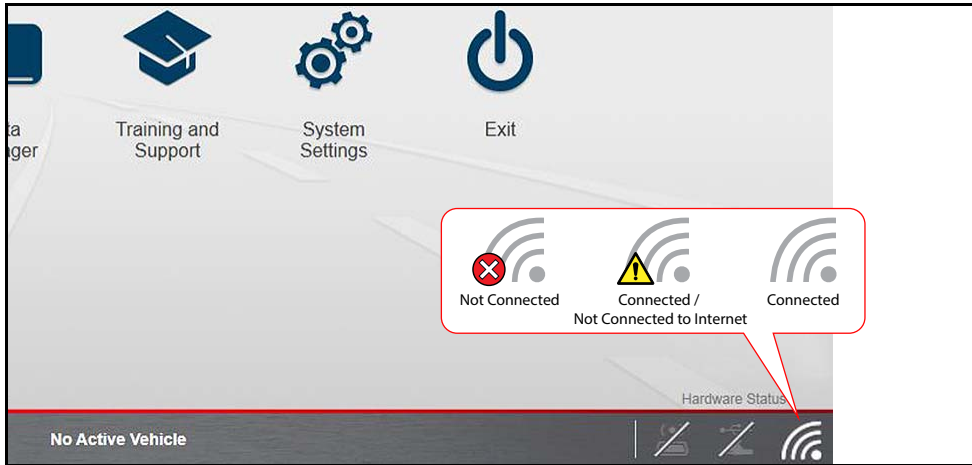 ta
ager
Training and
Support
System
Settings
Exit
Not Connected
Connected /
Not Connected to Internet
Connected
Hardware Status
No Active Vehicle